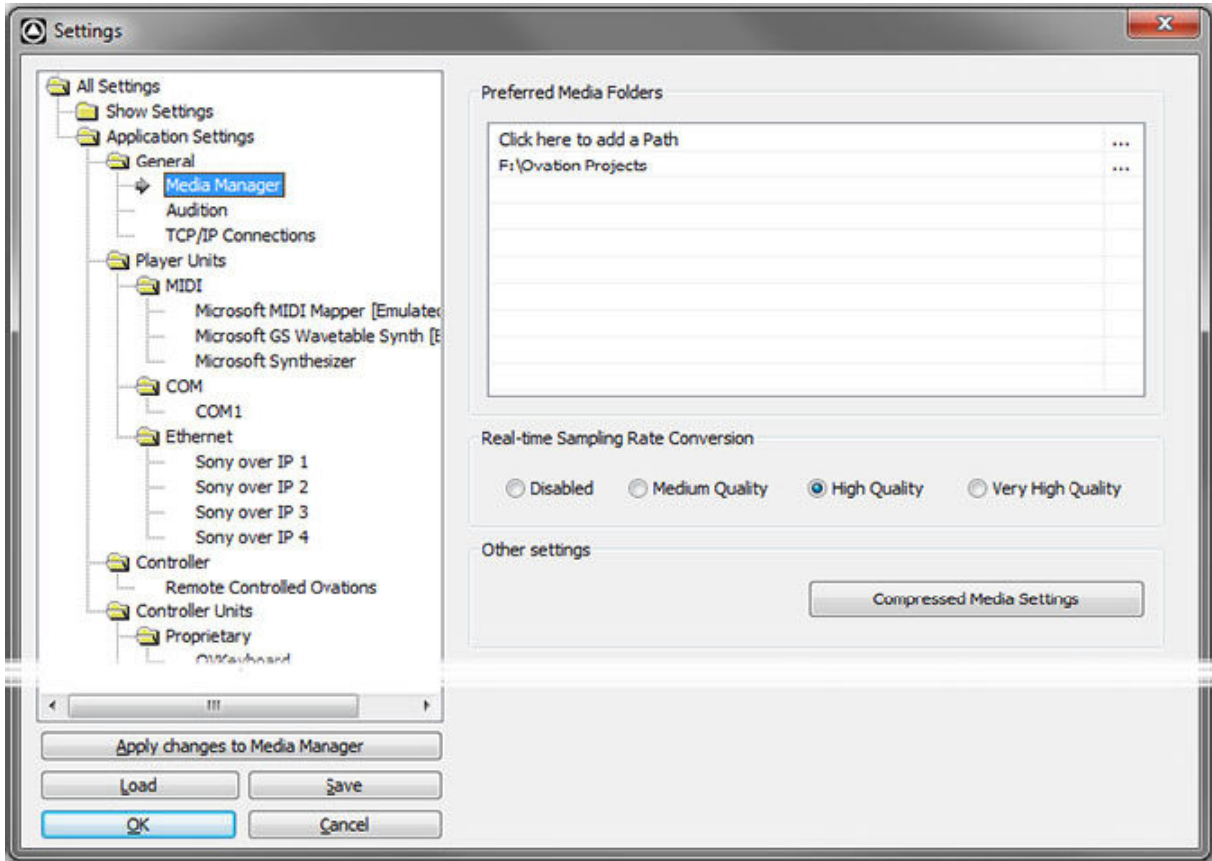 Settings
All Settings
Show Settings
Application Settings
General
Media Manager
Audition
TCP/IP Connections
Player Units
MIDI
Microsoft MIDI Mapper [Emulated
Microsoft GS Wavetable Synth [E
Microsoft Synthesizer
COM
COM1
Ethernet
Sony over IP 1
Sony over IP 2
Sony over IP 3
Sony over IP 4
Controller
Remote Controlled Ovations
Controller Units
Proprietary
OVKeyboard
Apply changes to Media Manager
Load Save
OK Cancel
Preferred Media Folders
Click here to add a Path ...
F:\Ovation Projects ...
Real-time Sampling Rate Conversion
Disabled Medium Quality High Quality Very High Quality
Other settings
Compressed Media Settings